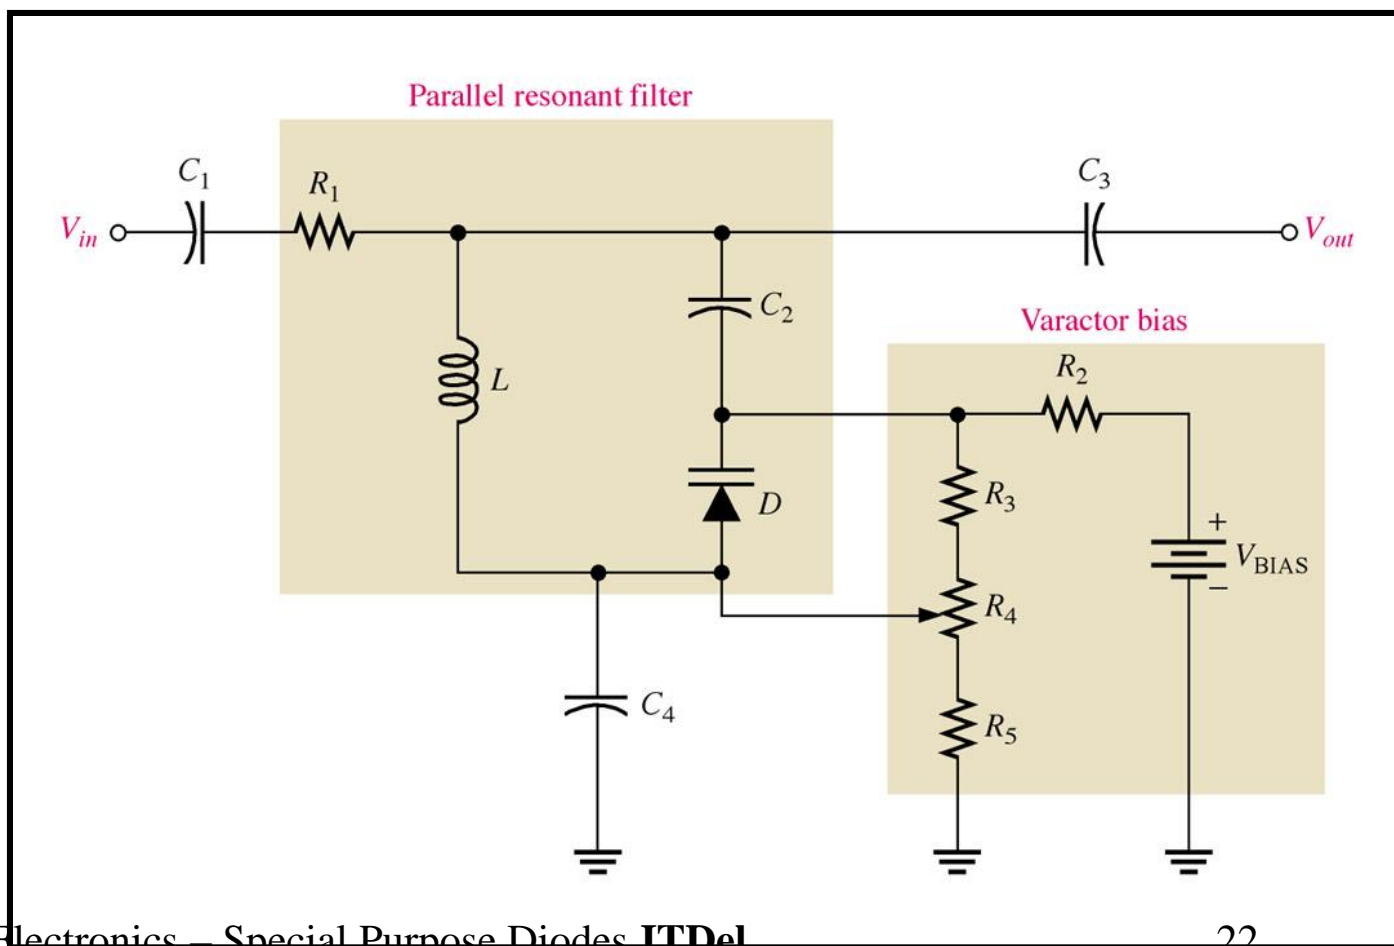 Parallel resonant filter
C1
R1
C3
Vin
Vout
C2
Varactor bias
R2
L
R3
D
+
VBIAS
–
R4
C4
R5
Electronics – Special Purpose Diodes ITDel
22